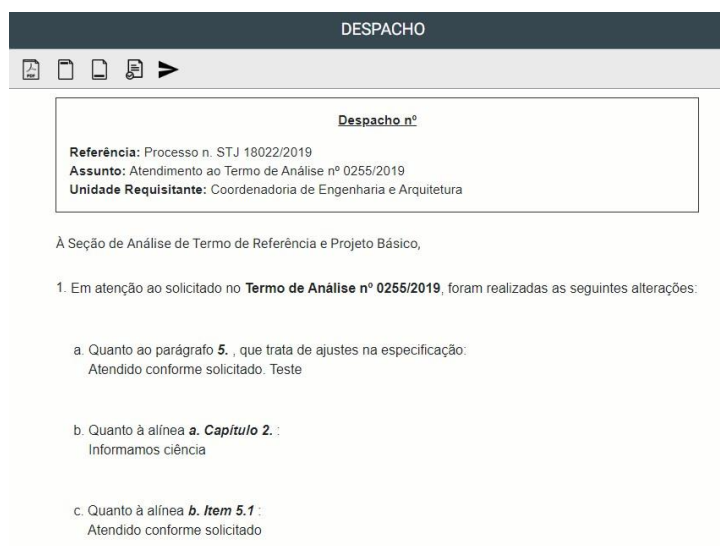 DESPACHO
PDF
Despacho nº
Referência: Processo n. STJ 18022/2019
Assunto: Atendimento ao Termo de Análise nº 0255/2019
Unidade Requisitante: Coordenadoria de Engenharia e Arquitetura
À Seção de Análise de Termo de Referência e Projeto Básico,
1. Em atenção ao solicitado no Termo de Análise nº 0255/2019, foram realizadas as seguintes alterações:
a. Quanto ao parágrafo 5. , que trata de ajustes na especificação:
Atendido conforme solicitado. Teste
b. Quanto à alínea a. Capítulo 2. :
Informamos ciência
c. Quanto à alínea b. Item 5.1 :
Atendido conforme solicitado